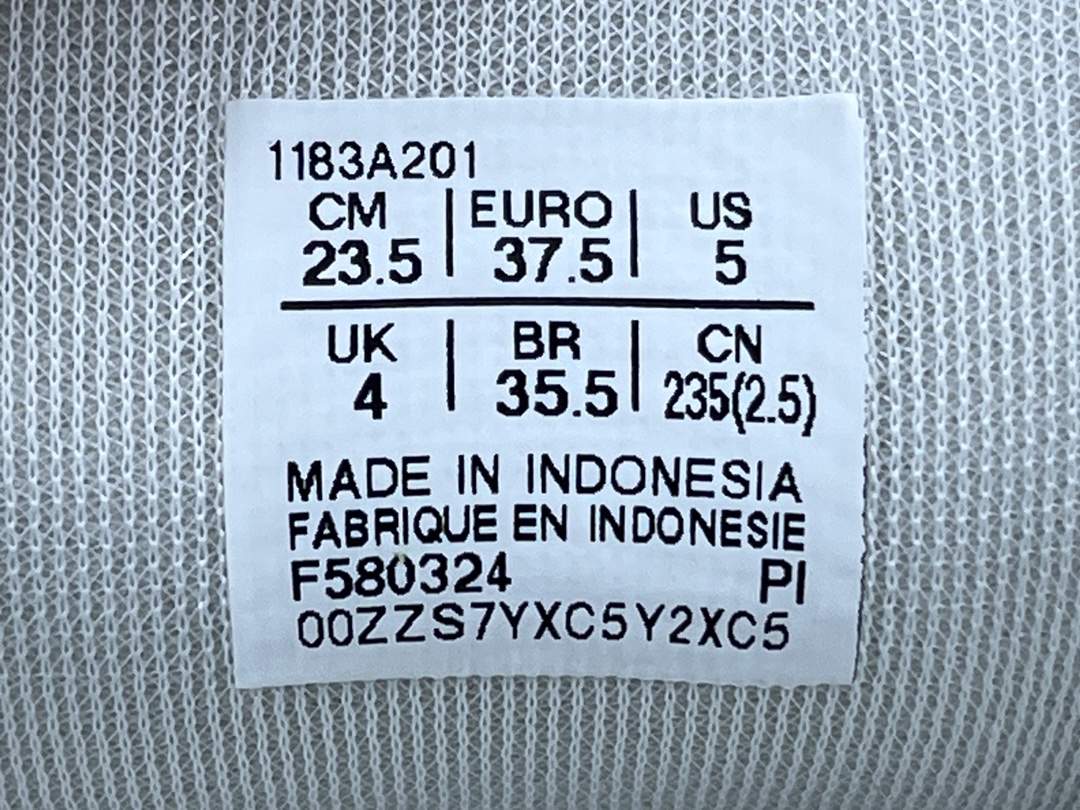 1183A201
CM | EURO | US
23.5 | 37.5 | 5
UK | BR | CN
4 | 35.5 | 235(2.5)
MADE IN INDONESIA
FABRIQUE EN INDONESIE
F580324 PI
00ZZS7YXC5Y2XC5